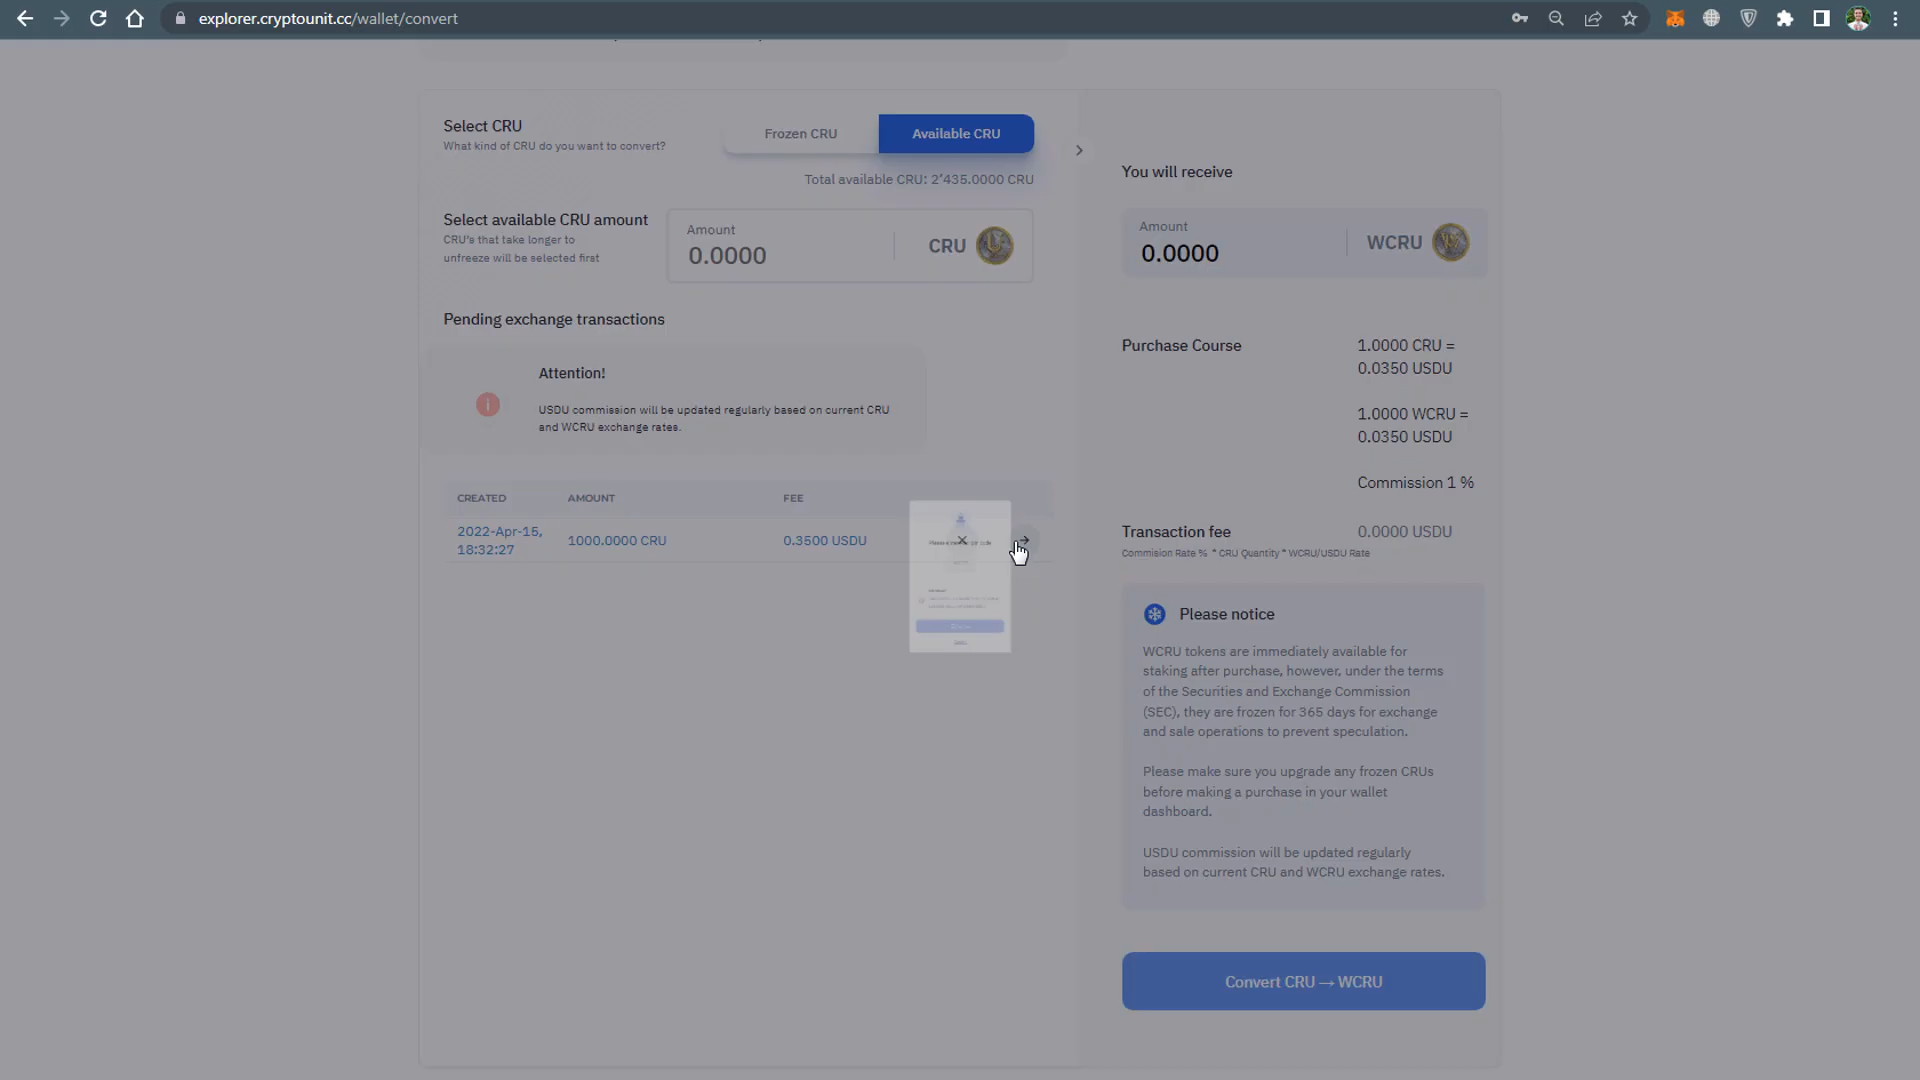 explorer.cryptounit.cc/wallet/convert
Select CRU
What kind of CRU do you want to convert?
Frozen CRU
Available CRU
Total available CRU: 2'435.0000 CRU
Select available CRU amount
CRU's that take longer to
unfreeze will be selected first
Amount
0.0000
CRU
Pending exchange transactions
Attention!
USDU commission will be updated regularly based on current CRU
and WCRU exchange rates.
CREATED AMOUNT FEE
2022-Apr-15,
18:32:27
1000.0000 CRU
0.3500 USDU
You will receive
Amount
0.0000
WCRU
Purchase Course
1.0000 CRU =
0.0350 USDU
1.0000 WCRU =
0.0350 USDU
Commission 1 %
Transaction fee
0.0000 USDU
Commision Rate % * CRU Quantity * WCRU/USDU Rate
Please notice
WCRU tokens are immediately available for
staking after purchase, however, under the terms
of the Securities and Exchange Commission
(SEC), they are frozen for 365 days for exchange
and sale operations to prevent speculation.
Please make sure you upgrade any frozen CRUs
before making a purchase in your wallet
dashboard.
USDU commission will be updated regularly
based on current CRU and WCRU exchange rates.
Convert CRU → WCRU